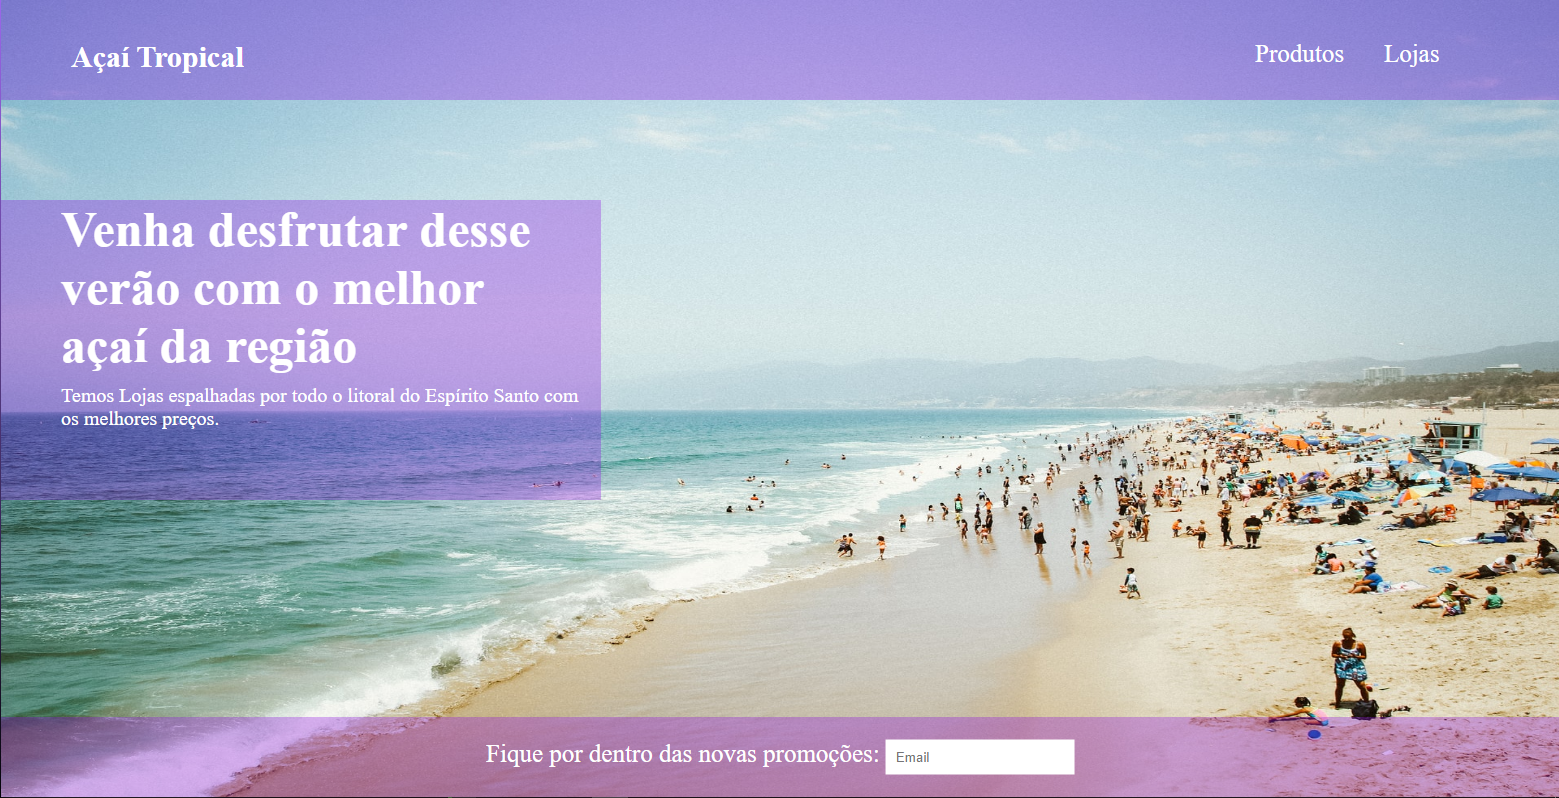 Açaí Tropical
Produtos Lojas
Venha desfrutar desse
verão com o melhor
açaí da região
Temos Lojas espalhadas por todo o litoral do Espírito Santo com
os melhores preços.
Fique por dentro das novas promoções: Email